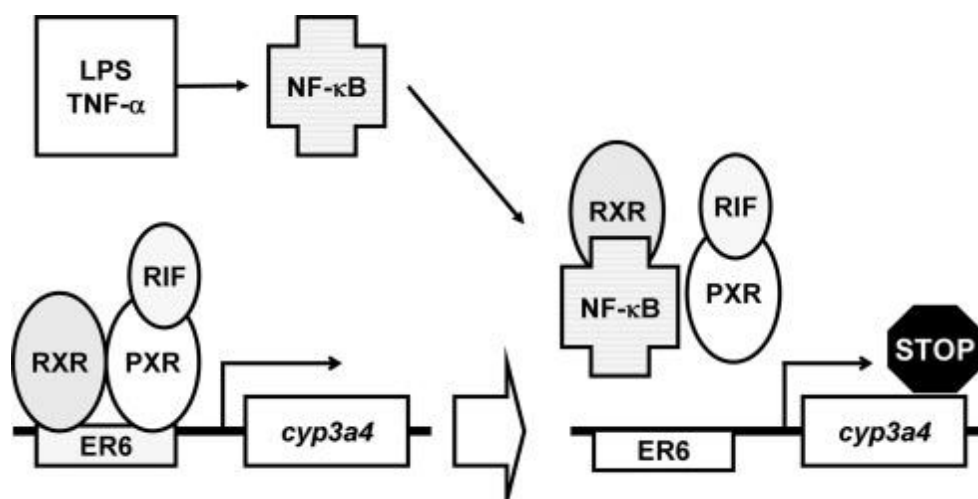 LPS
TNF-α
NF-κB
RXR
RIF
NF-κB
PXR
RIF
RXR
PXR
STOP
ER6
cyp3a4
ER6
cyp3a4